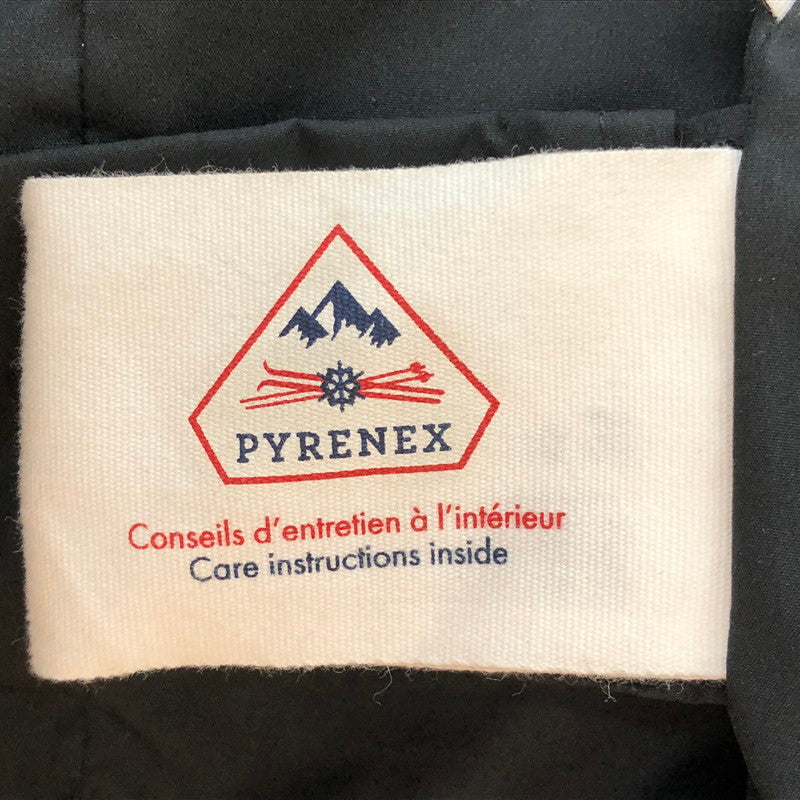 PYRENEX
Conseils d'entretien à l'intérieur
Care instructions inside